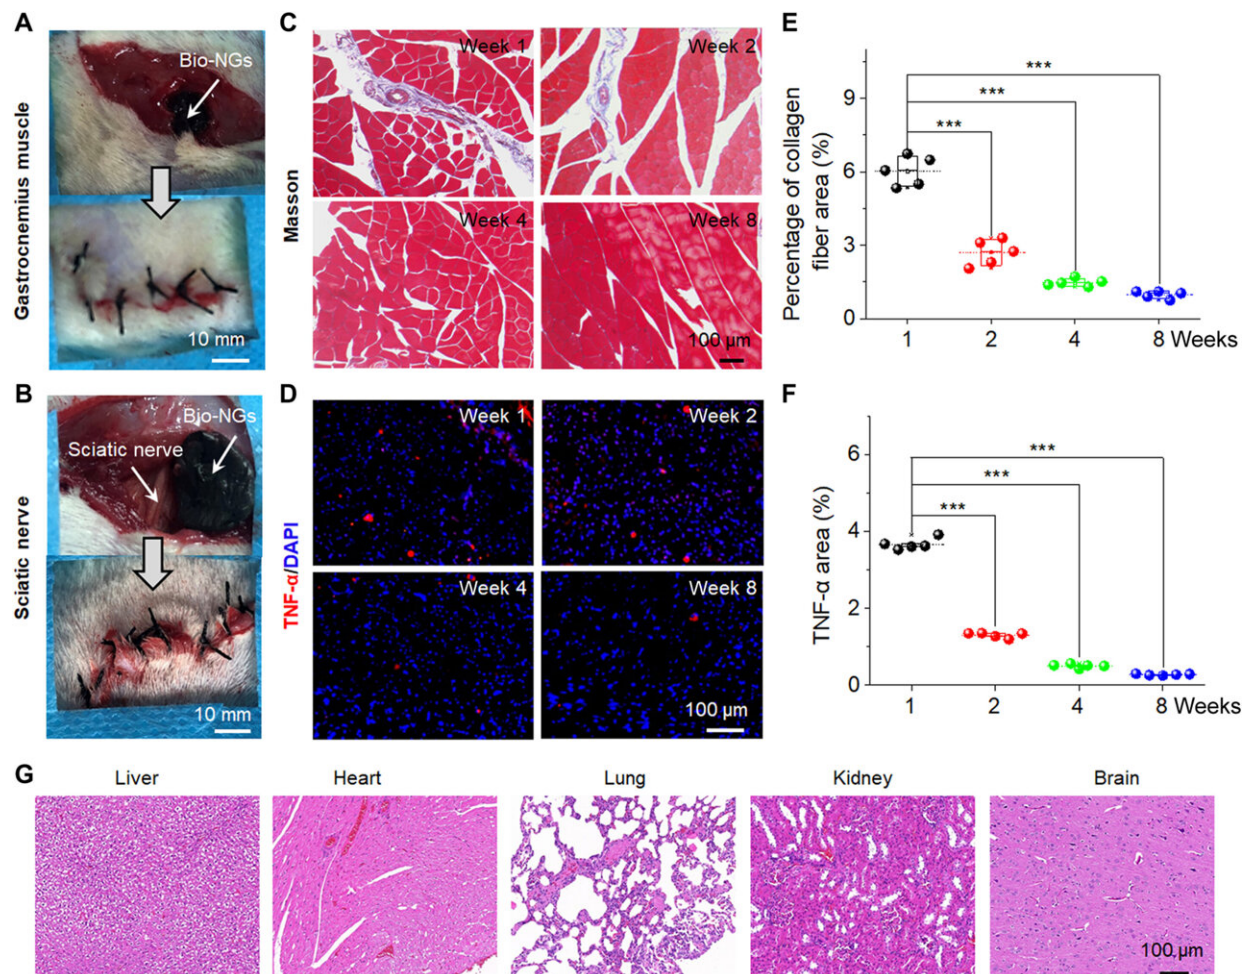 A
Bio-NGs
Gastrocnemius muscle
10 mm
B
Bio-NGs
Sciatic nerve
Sciatic nerve
10 mm
C
Masson
Week 1
Week 2
Week 4
Week 8
100 µm
D
TNF-α/DAPI
Week 1
Week 2
Week 4
Week 8
100 µm
E
Percentage of collagen
fiber area (%)
9
6
3
0
***
***
***
1 2 4 8 Weeks
F
TNF-α area (%)
6
4
2
0
***
***
***
1 2 4 8 Weeks
G
Liver Heart Lung Kidney Brain
100 µm